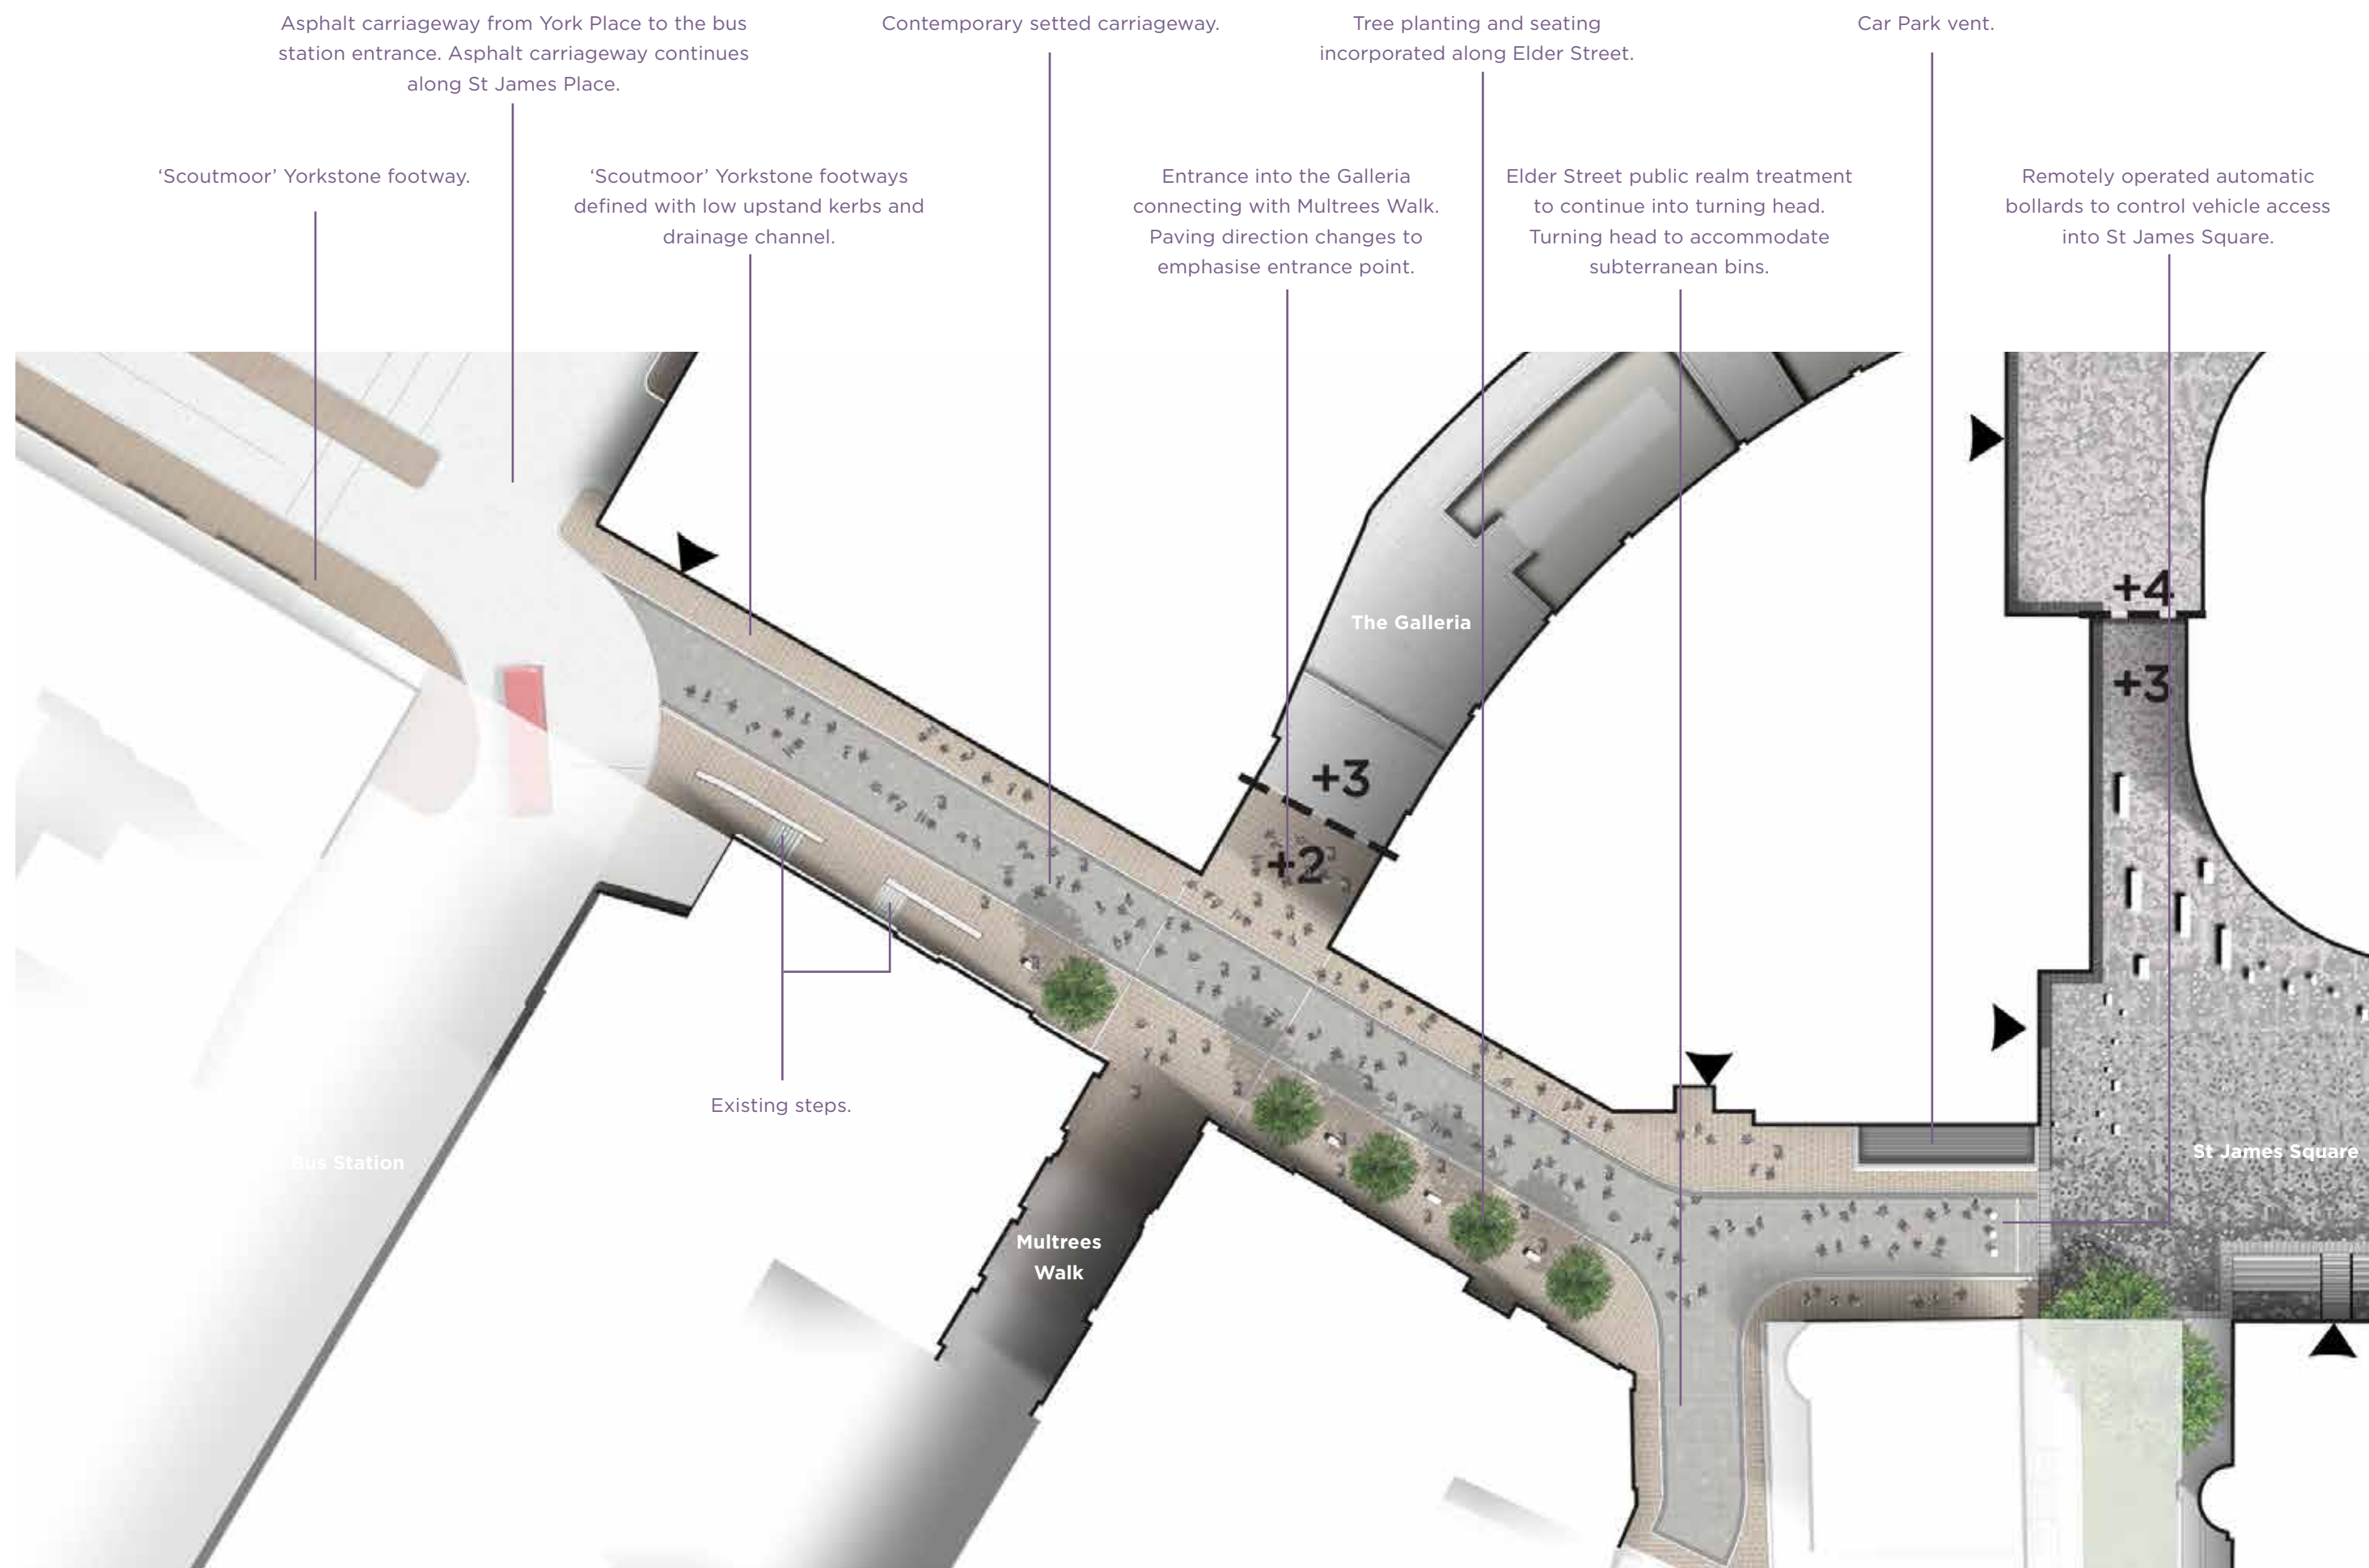 Asphalt carriageway from York Place to the bus
station entrance. Asphalt carriageway continues
along St James Place.
Contemporary setted carriageway.
Tree planting and seating
incorporated along Elder Street.
Car Park vent.
‘Scoutmoor’ Yorkstone footway.
‘Scoutmoor’ Yorkstone footways
defined with low upstand kerbs and
drainage channel.
Entrance into the Galleria
connecting with Multrees Walk.
Paving direction changes to
emphasise entrance point.
Elder Street public realm treatment
to continue into turning head.
Turning head to accommodate
subterranean bins.
Remotely operated automatic
bollards to control vehicle access
into St James Square.
+4
The Galleria
+3
+3
+2
Existing steps.
Bus Station
St James Square
Multrees
Walk